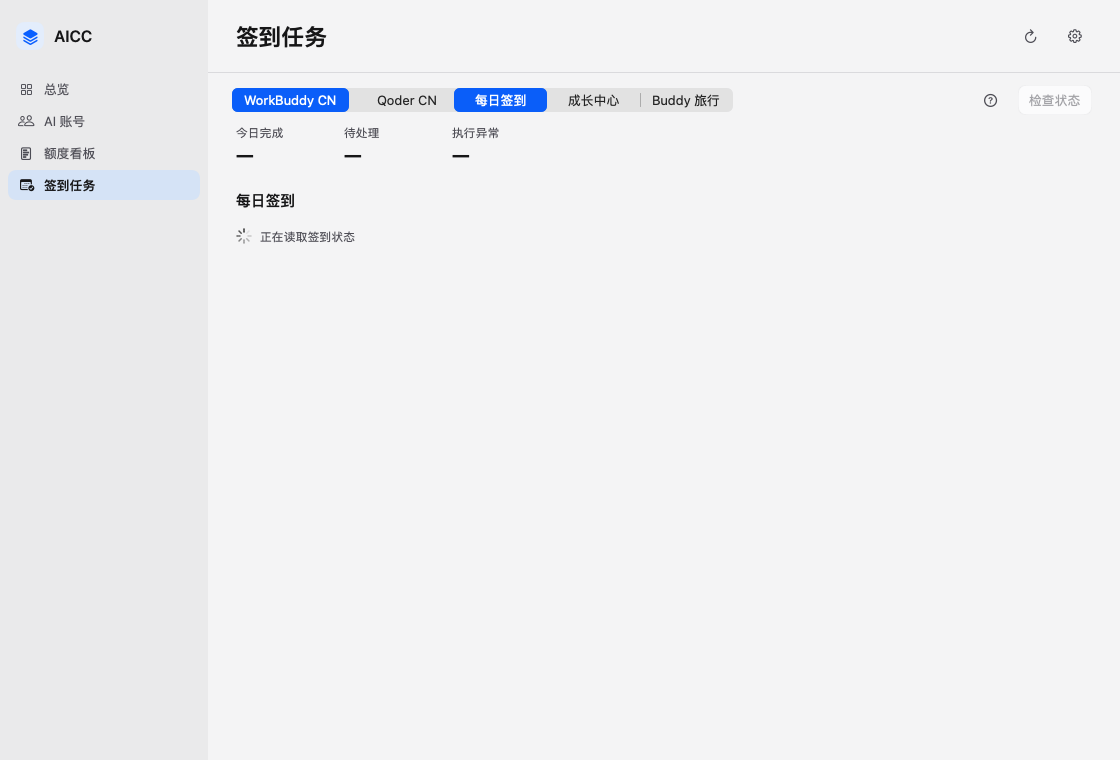 AICC
总览
AI 账号
额度看板
签到任务
签到任务
WorkBuddy CN Qoder CN 每日签到 成长中心 Buddy 旅行 检查状态
今日完成 待处理 执行异常
— — —
每日签到
正在读取签到状态